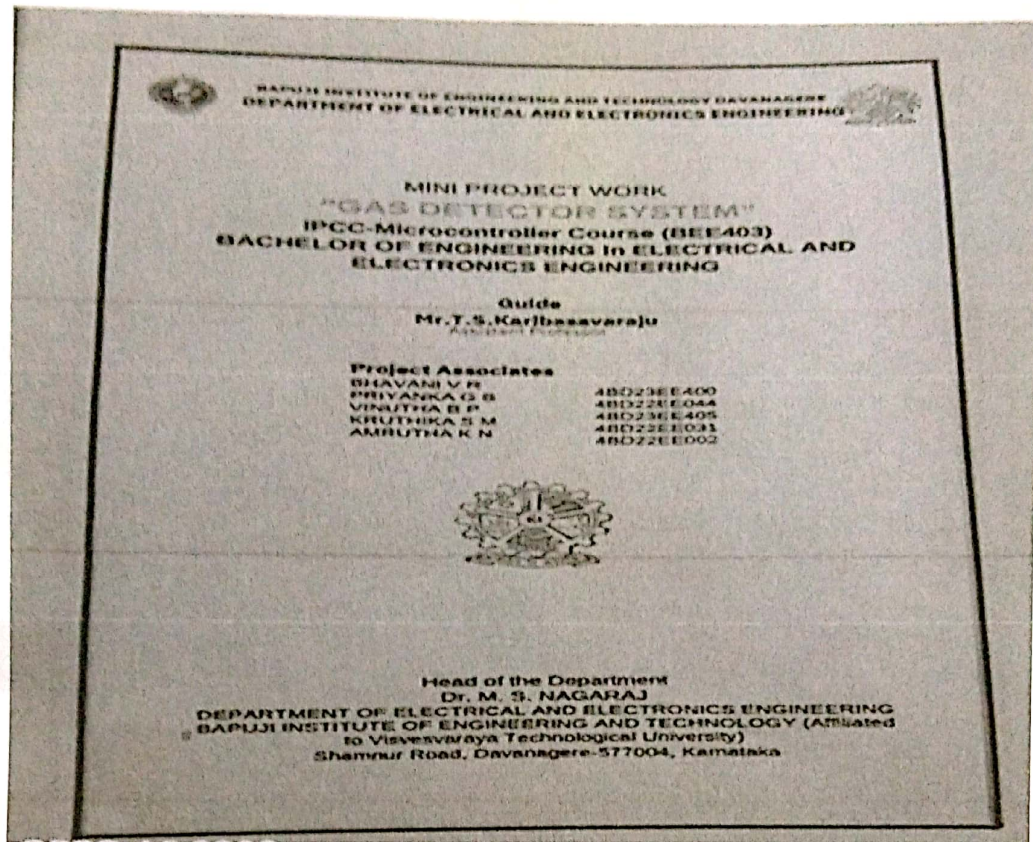 BAPUJI INSTITUTE OF ENGINEERING AND TECHNOLOGY DAVANAGERE
DEPARTMENT OF ELECTRICAL AND ELECTRONICS ENGINEERING
MINI PROJECT WORK
"GAS DETECTOR SYSTEM"
IPCC-Microcontroller Course (BEE403)
BACHELOR OF ENGINEERING In ELECTRICAL AND
ELECTRONICS ENGINEERING
Guide
Mr.T.S.Karibasavaraju
Assistant Professor
Project Associates
BHAVANI V R 4BD23EE400
PRIYANKA G B 4BD22EE044
VINUTHA B P 4BD23EE405
KRUTHIKA S M 4BD22EE031
AMRUTHA K N 4BD22EE002
Head of the Department
Dr. M. S. NAGARAJ
DEPARTMENT OF ELECTRICAL AND ELECTRONICS ENGINEERING
BAPUJI INSTITUTE OF ENGINEERING AND TECHNOLOGY (Affiliated
to Visvesvaraya Technological University)
Shamnur Road, Davanagere-577004, Karnataka